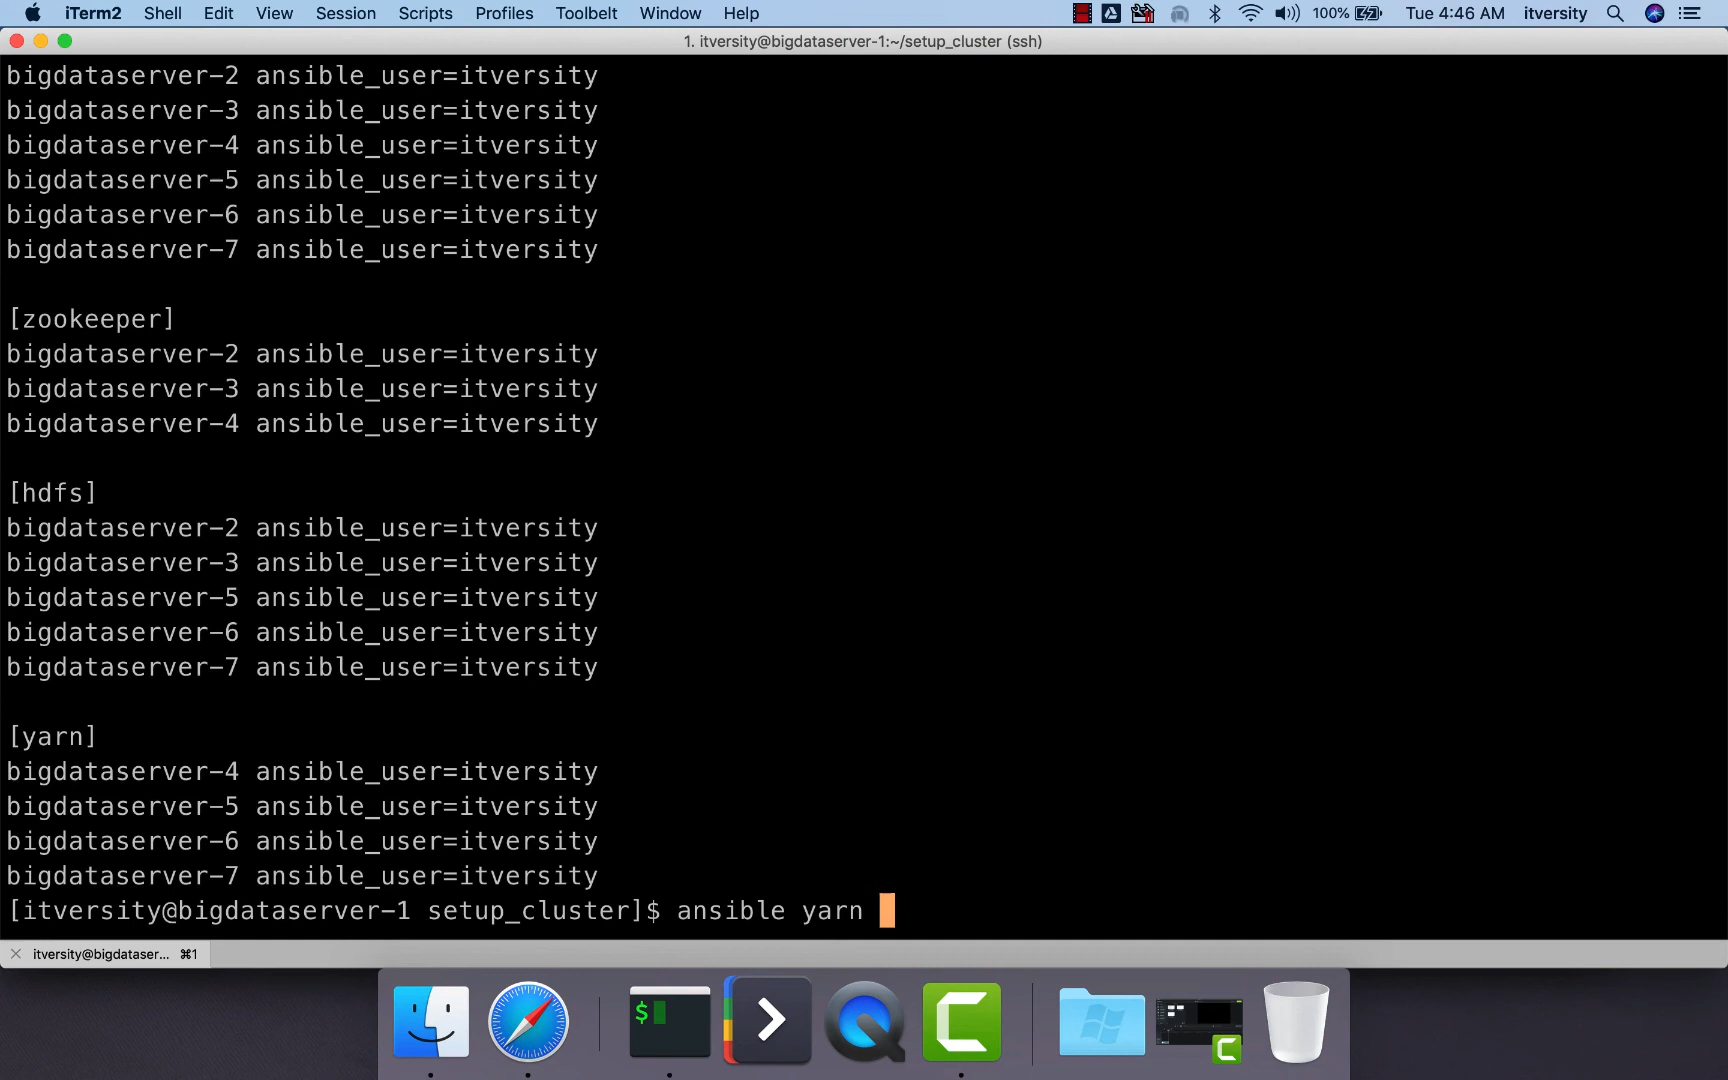 iTerm2 Shell Edit View Session Scripts Profiles Toolbelt Window Help 100% Tue 4:46 AM itversity
1. itversity@bigdataserver-1:~/setup_cluster (ssh)
bigdataserver-2 ansible_user=itversity
bigdataserver-3 ansible_user=itversity
bigdataserver-4 ansible_user=itversity
bigdataserver-5 ansible_user=itversity
bigdataserver-6 ansible_user=itversity
bigdataserver-7 ansible_user=itversity
[zookeeper]
bigdataserver-2 ansible_user=itversity
bigdataserver-3 ansible_user=itversity
bigdataserver-4 ansible_user=itversity
[hdfs]
bigdataserver-2 ansible_user=itversity
bigdataserver-3 ansible_user=itversity
bigdataserver-5 ansible_user=itversity
bigdataserver-6 ansible_user=itversity
bigdataserver-7 ansible_user=itversity
[yarn]
bigdataserver-4 ansible_user=itversity
bigdataserver-5 ansible_user=itversity
bigdataserver-6 ansible_user=itversity
bigdataserver-7 ansible_user=itversity
[itversity@bigdataserver-1 setup_cluster]$ ansible yarn
itversity@bigdataser... ⌘1
$